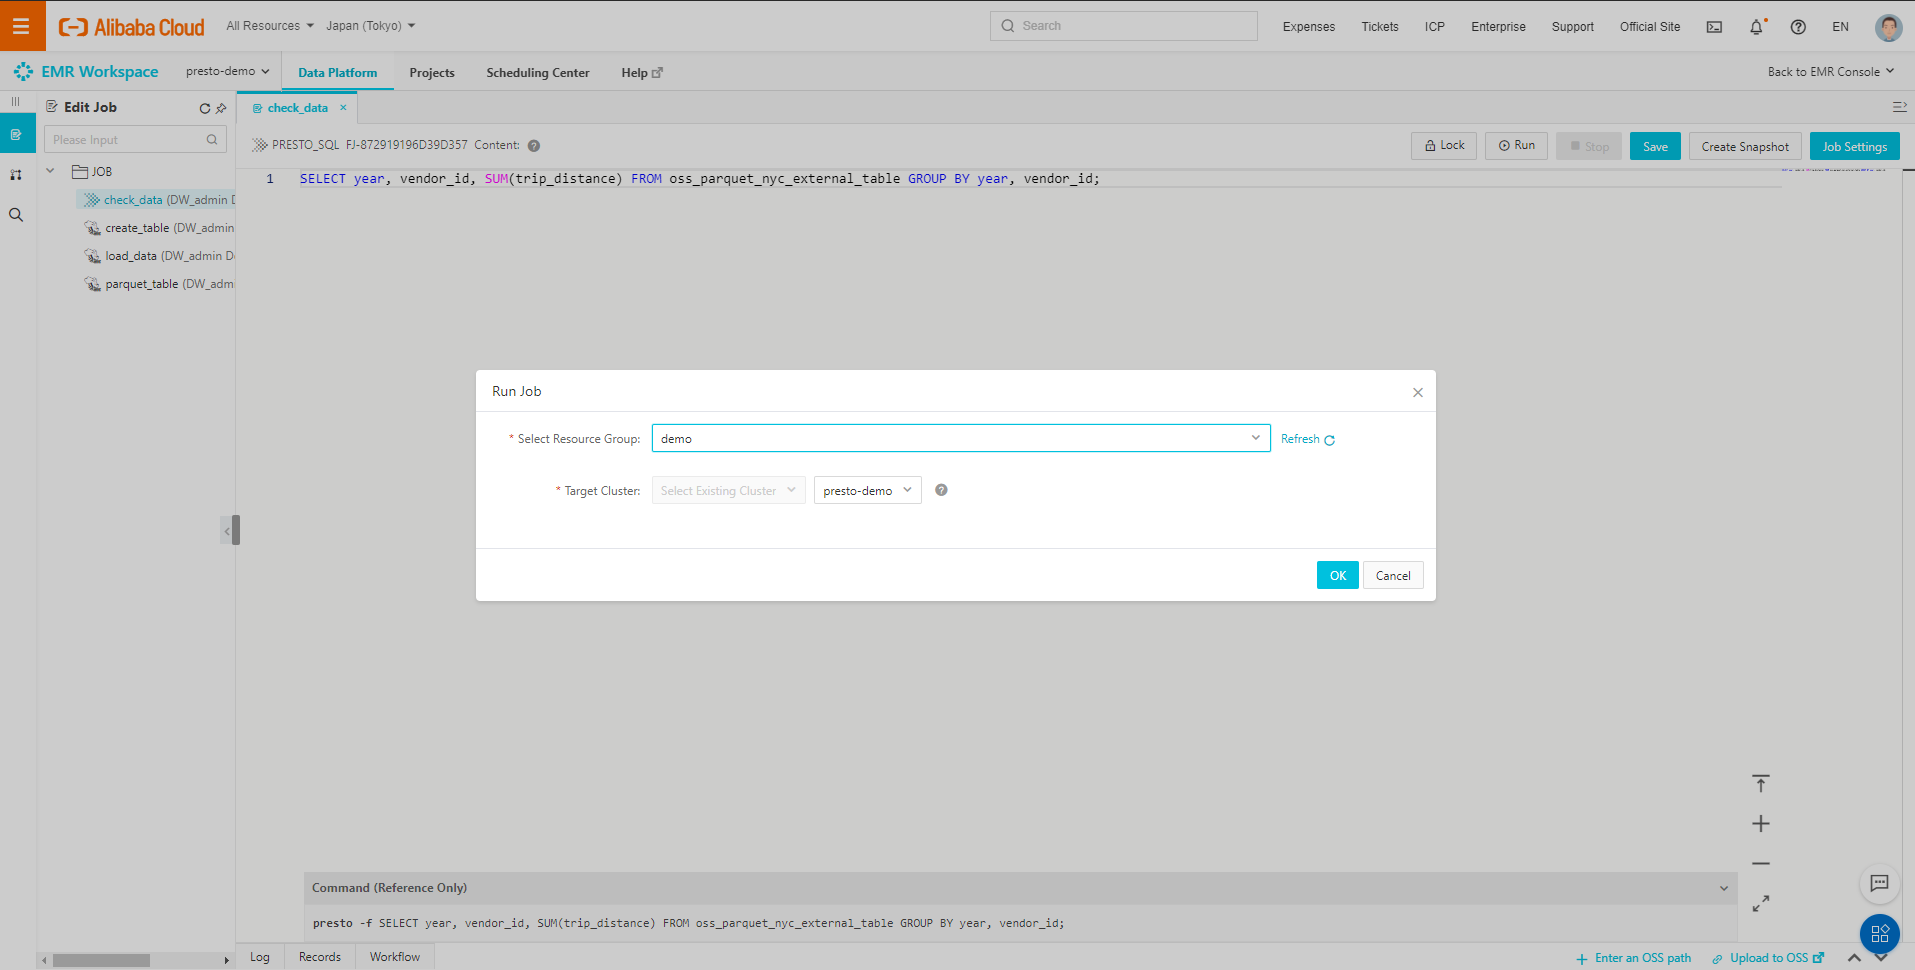 Alibaba Cloud All Resources Japan (Tokyo) Search Expenses Tickets ICP Enterprise Support Official Site EN
EMR Workspace presto-demo Data Platform Projects Scheduling Center Help Back to EMR Console
Edit Job check_data
Please Input
PRESTO_SQL FJ-872919196D39D357 Content: Lock Run Stop Save Create Snapshot Job Settings
JOB
1 SELECT year, vendor_id, SUM(trip_distance) FROM oss_parquet_nyc_external_table GROUP BY year, vendor_id;
check_data (DW_admin D
create_table (DW_admin
load_data (DW_admin D
parquet_table (DW_adm
Run Job
* Select Resource Group: demo Refresh
* Target Cluster: Select Existing Cluster presto-demo
OK Cancel
Command (Reference Only)
presto -f SELECT year, vendor_id, SUM(trip_distance) FROM oss_parquet_nyc_external_table GROUP BY year, vendor_id;
Log Records Workflow Enter an OSS path Upload to OSS